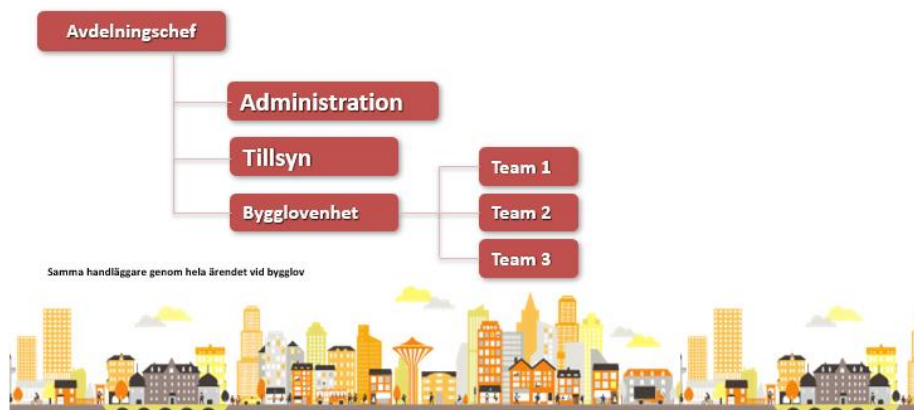 Avdelningschef
Administration
Tillsyn
Bygglovenhet
Team 1
Team 2
Team 3
Samma handläggare genom hela ärendet vid bygglov